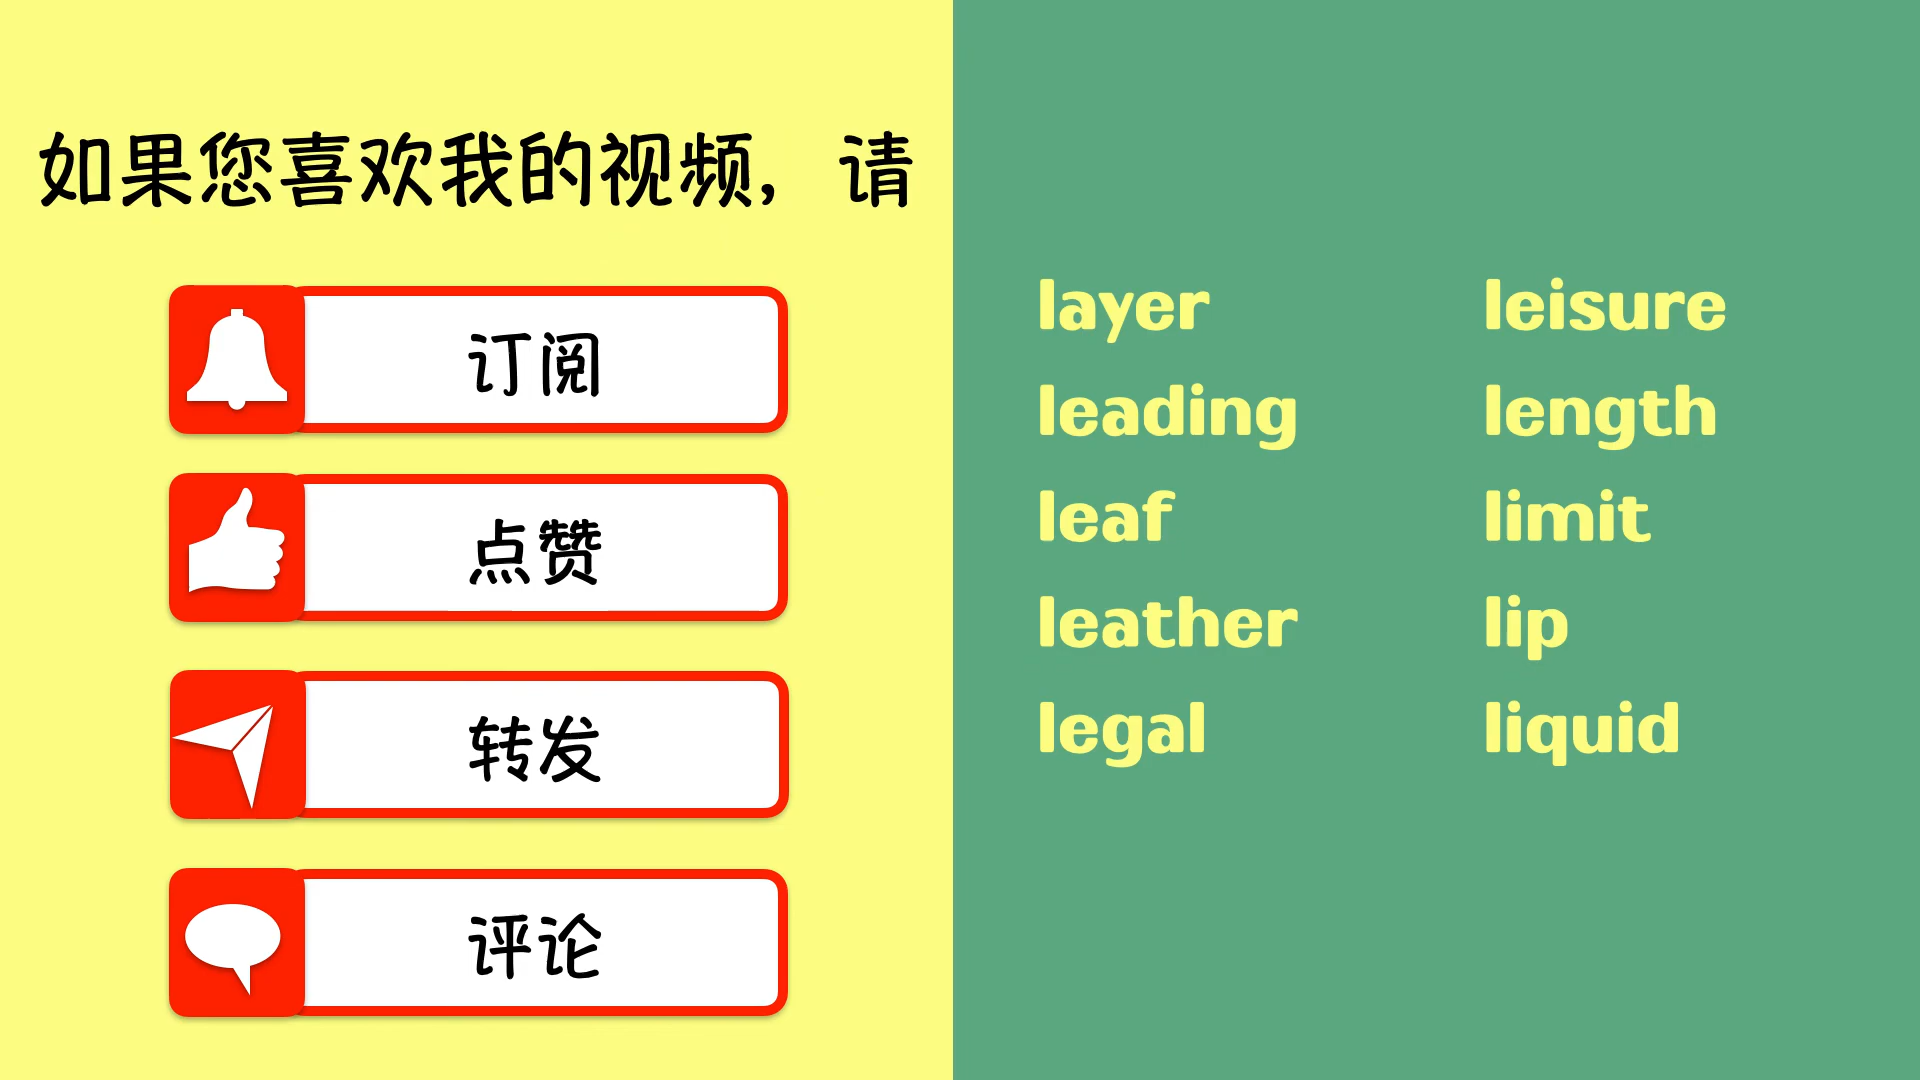 如果您喜欢我的视频，请
订阅
点赞
转发
评论
layer
leading
leaf
leather
legal
leisure
length
limit
lip
liquid